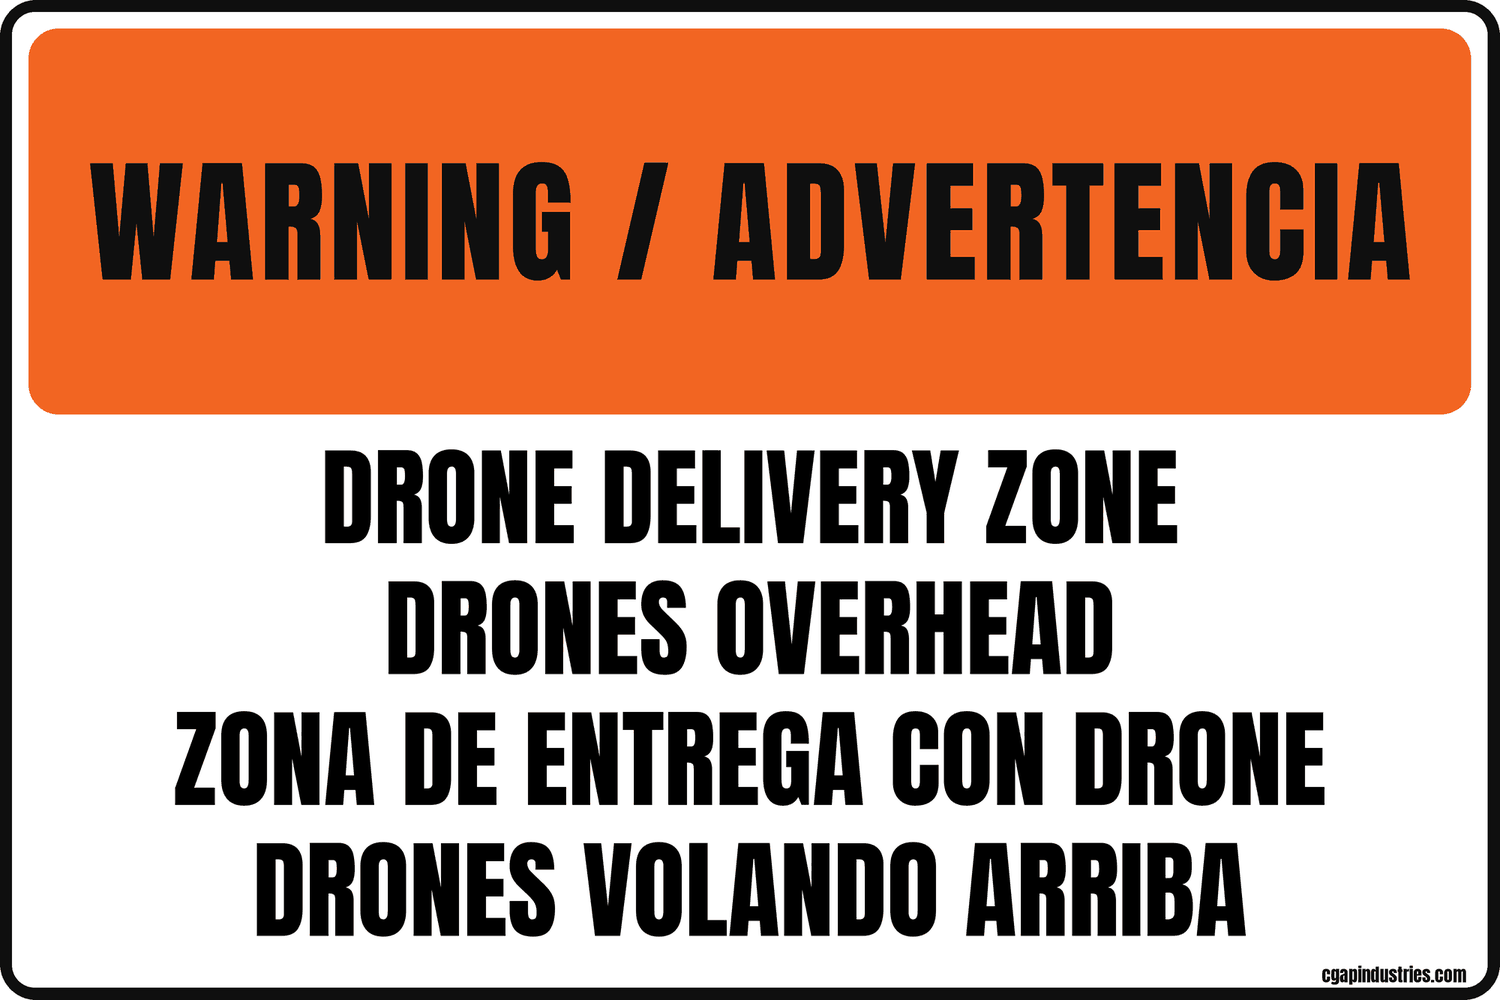 WARNING / ADVERTENCIA
DRONE DELIVERY ZONE
DRONES OVERHEAD
ZONA DE ENTREGA CON DRONE
DRONES VOLANDO ARRIBA
cgapindustries.com